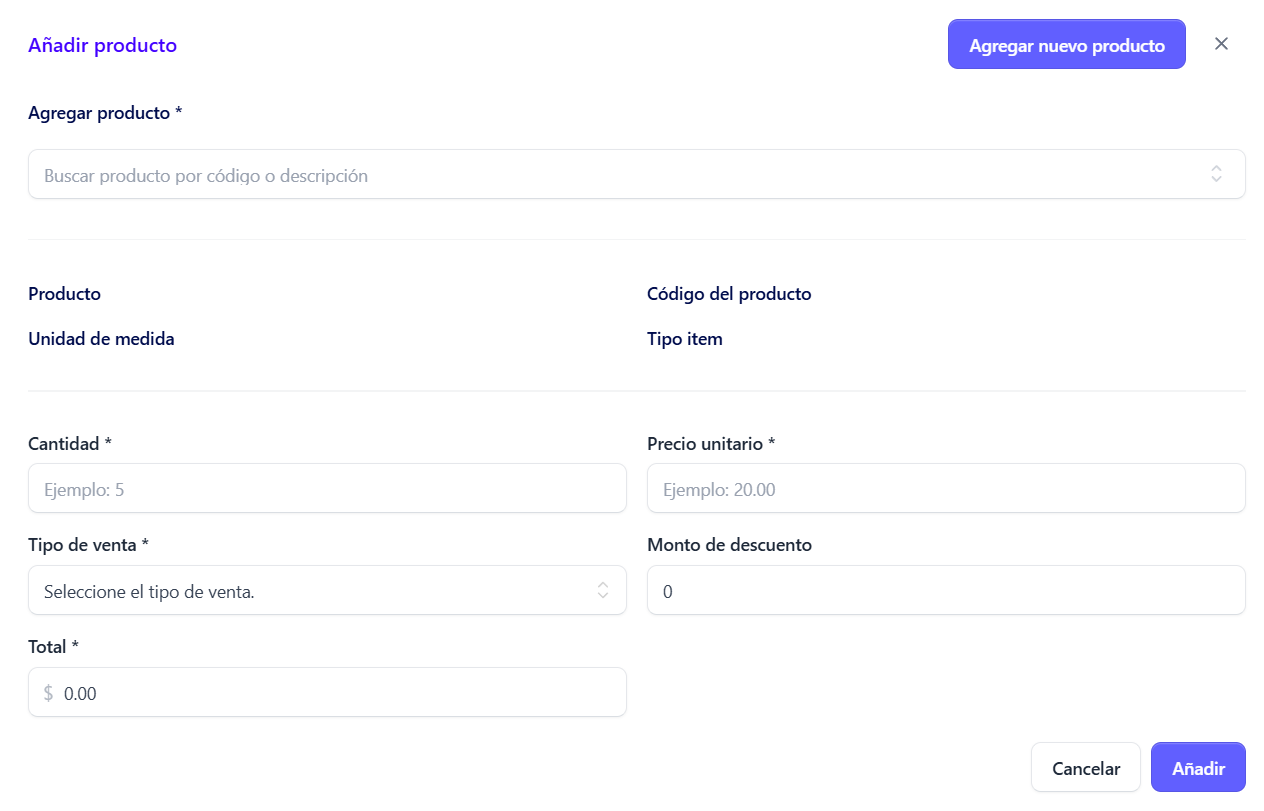 Añadir producto
Agregar nuevo producto
Agregar producto *
Buscar producto por código o descripción
Producto
Código del producto
Unidad de medida
Tipo item
Cantidad *
Precio unitario *
Ejemplo: 5
Ejemplo: 20.00
Tipo de venta *
Monto de descuento
Seleccione el tipo de venta.
0
Total *
$ 0.00
Cancelar
Añadir